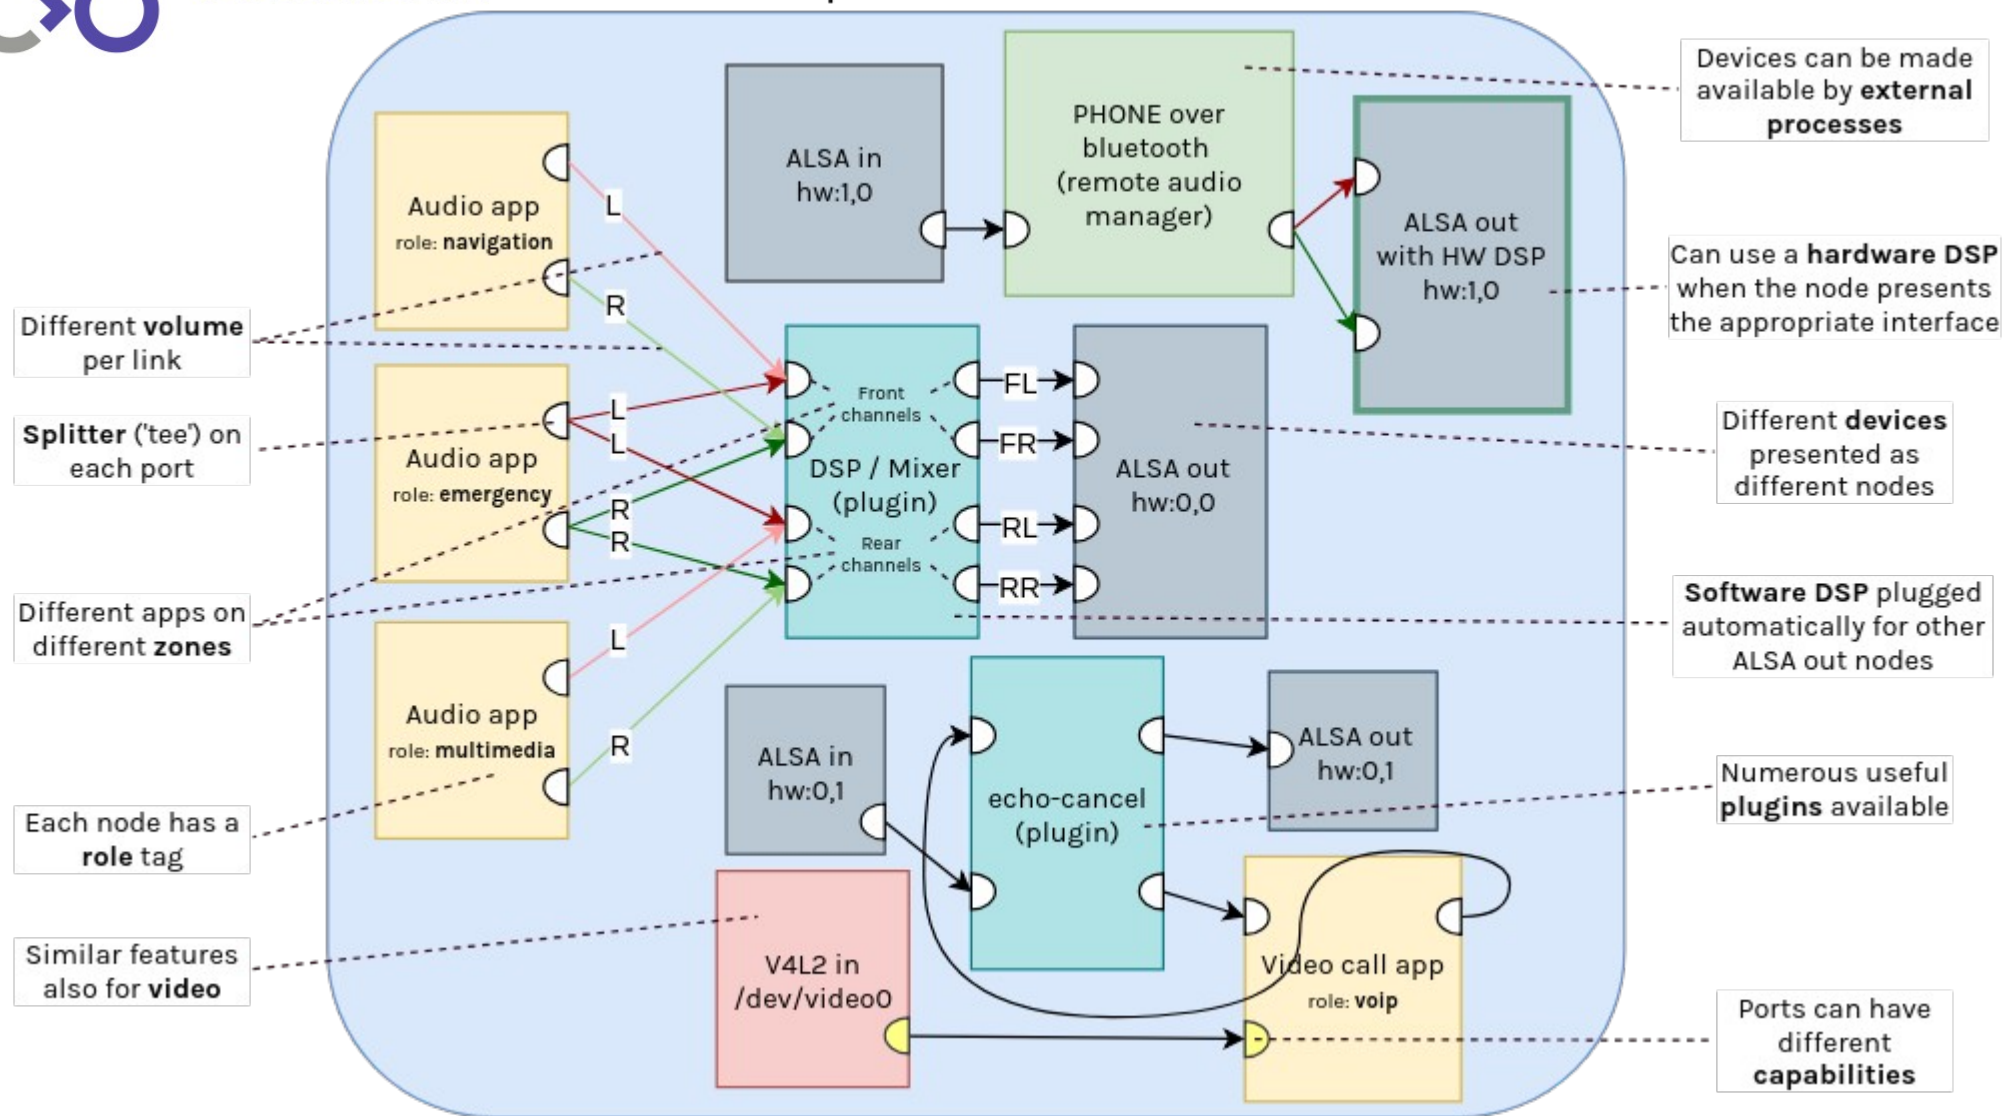 Devices can be made
available by external
processes
ALSA in
hw:1,0
PHONE over
bluetooth
(remote audio
manager)
ALSA out
with HW DSP
hw:1,0
Can use a hardware DSP
when the node presents
the appropriate interface
Audio app
role: navigation
L
R
Different volume
per link
Splitter ('tee') on
each port
Audio app
role: emergency
L
L
R
R
Front
channels
DSP / Mixer
(plugin)
Rear
channels
FL
FR
RL
RR
ALSA out
hw:0,0
Different devices
presented as
different nodes
Software DSP plugged
automatically for other
ALSA out nodes
Different apps on
different zones
Audio app
role: multimedia
L
R
Each node has a
role tag
ALSA in
hw:0,1
echo-cancel
(plugin)
ALSA out
hw:0,1
Numerous useful
plugins available
Similar features
also for video
V4L2 in
/dev/video0
Video call app
role: voip
Ports can have
different
capabilities